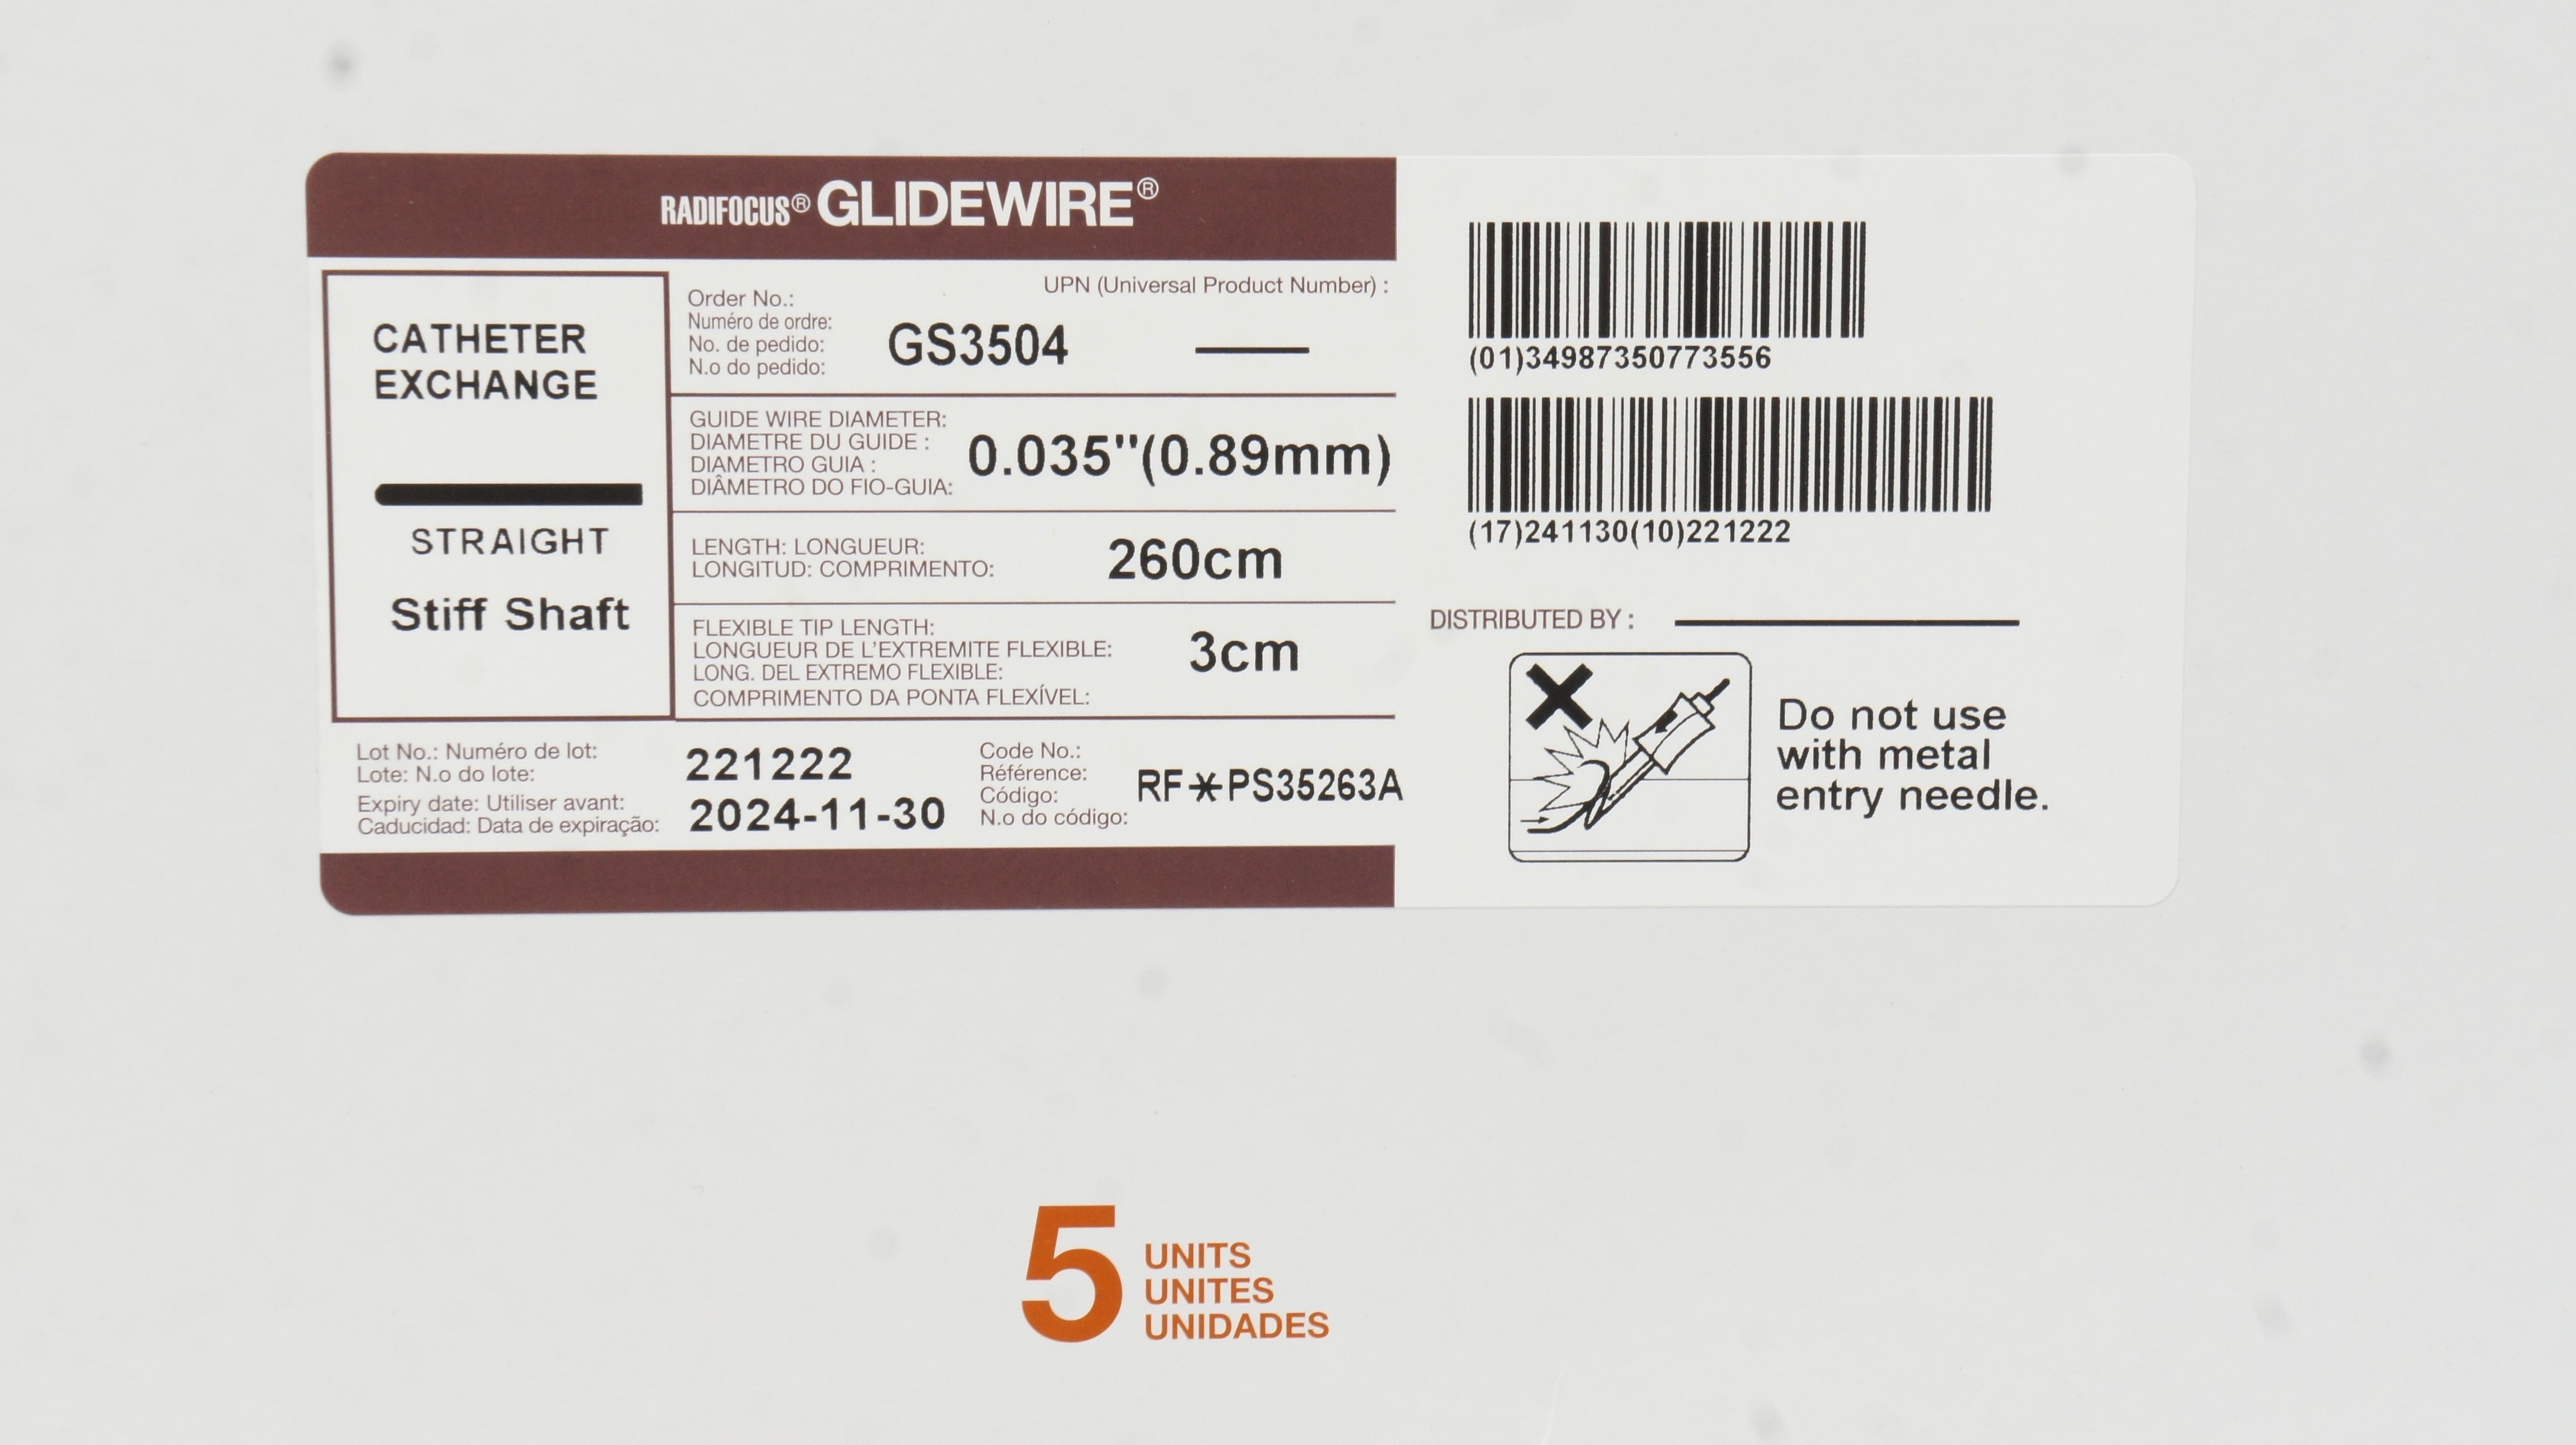 RADIFOCUS® GLIDEWIRE®
CATHETER
EXCHANGE
STRAIGHT
Stiff Shaft
UPN (Universal Product Number) :
Order No.:
Numéro de ordre:
No. de pedido:
N.o do pedido:
GS3504
GUIDE WIRE DIAMETER:
DIAMETRE DU GUIDE :
DIAMETRO GUIA :
DIÂMETRO DO FIO-GUIA:
0.035"(0.89mm)
LENGTH: LONGUEUR:
LONGITUD: COMPRIMENTO:
260cm
FLEXIBLE TIP LENGTH:
LONGUEUR DE L'EXTREMITE FLEXIBLE:
LONG. DEL EXTREMO FLEXIBLE:
COMPRIMENTO DA PONTA FLEXÍVEL:
3cm
Lot No.: Numéro de lot:
Lote: N.o do lote:
221222
Expiry date: Utiliser avant:
Caducidad: Data de expiração:
2024-11-30
Code No.:
Référence:
Código:
N.o do código:
RF*PS35263A
(01)34987350773556
(17)241130(10)221222
DISTRIBUTED BY :
Do not use
with metal
entry needle.
5
UNITS
UNITES
UNIDADES